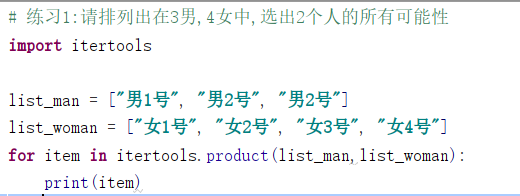 # 练习1:请排列出在3男,4女中,选出2个人的所有可能性
import itertools
list_man = ["男1号", "男2号", "男2号"]
list_woman = ["女1号", "女2号", "女3号", "女4号"]
for item in itertools.product(list_man,list_woman):
    print(item)